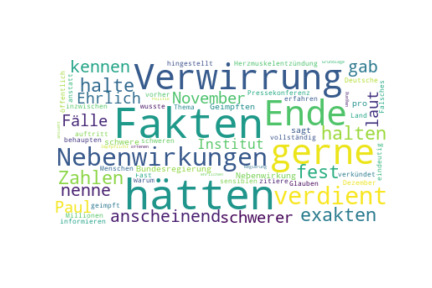 hingestellt Herzmuskelentzündung
kennen Verwirrung gab
halte Deutsche
Ehrlich November Pressekonferenz
inzwischen vorher Thema Geimpften erfahren
öffentlich anstatt wusste pro laut Falsches
Fälle Fakten Ende Land
auftritt sagt halten
behaupten schwere schweren Institut vollständig eindeutig
Nebenwirkungen gerne
Menschen Bundesregierung Nebenwirkung fest verkündet
Zahlen fast Warum sensiblen zitiere Glauben Dezember
nenne hätten verdient
Paul geimpft
Millionen anscheinend schwerer exakten
informieren